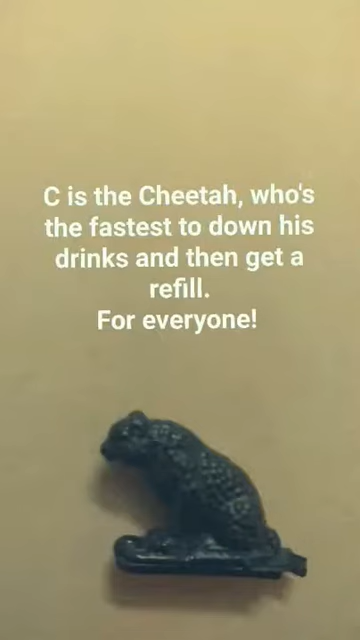 C is the Cheetah, who's
the fastest to down his
drinks and then get a
refill.
For everyone!